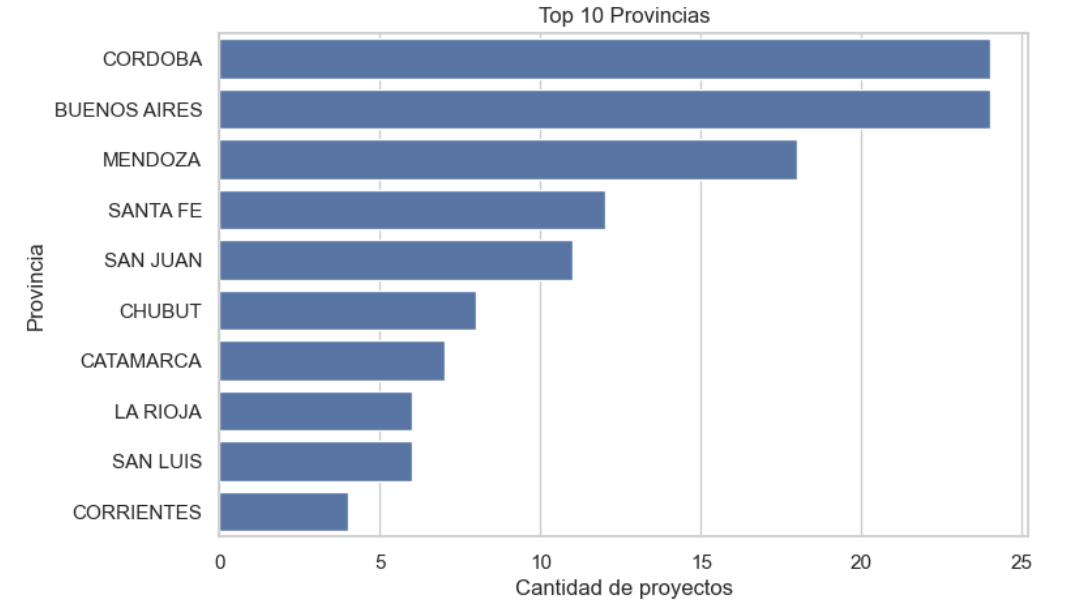 Top 10 Provincias
Provincia
CORDOBA
BUENOS AIRES
MENDOZA
SANTA FE
SAN JUAN
CHUBUT
CATAMARCA
LA RIOJA
SAN LUIS
CORRIENTES
0 5 10 15 20 25
Cantidad de proyectos